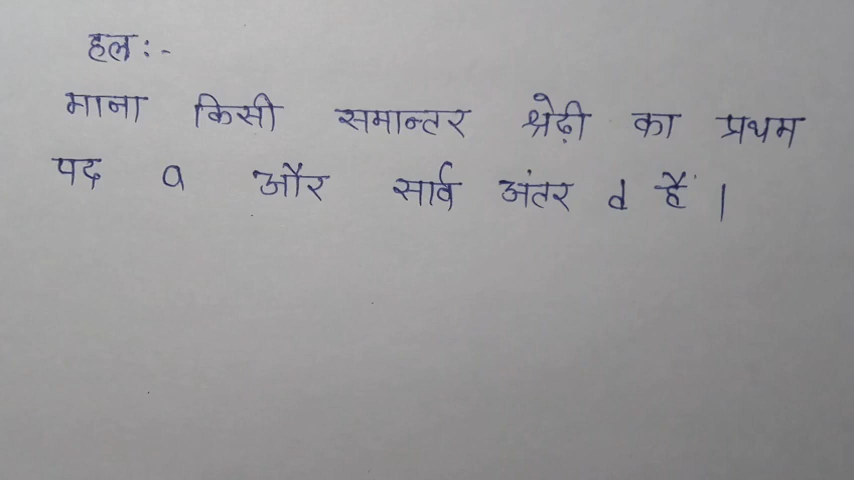 हल :-
माना किसी समान्तर श्रेढ़ी का प्रथम
पद a और सार्व अंतर d हैं ।